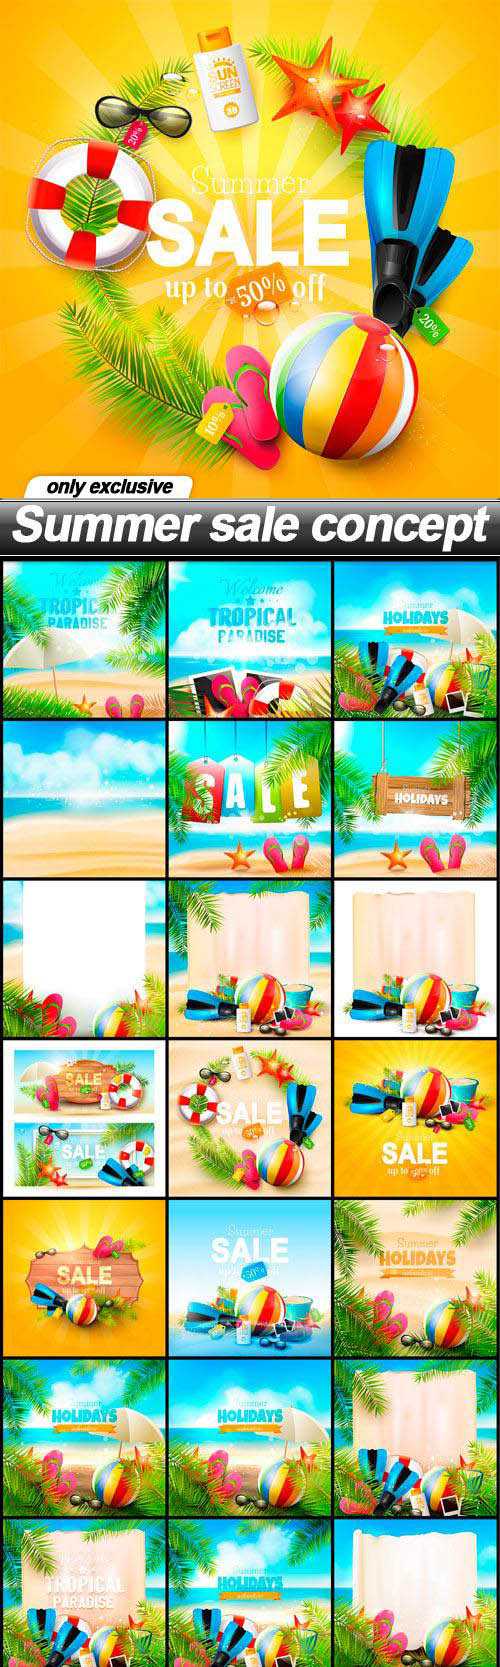 SUN
SCREEN
30
20%
Summer
SALE
up to 50% off
20%
10%
only exclusive
Summer sale concept
Welcome
TROPICAL
PARADISE
Welcome
TROPICAL
PARADISE
Summer
HOLIDAYS
SALE
HOLIDAYS
SALE
SALE
SALE
up to 50% off
SALE
Summer
SALE
50%
Summer
HOLIDAYS
Summer
HOLIDAYS
Summer
HOLIDAYS
TROPICAL
PARADISE
Summer
HOLIDAYS